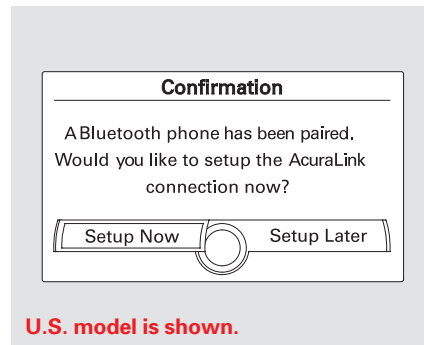 Confirmation
A Bluetooth phone has been paired.
Would you like to setup the AcuraLink
connection now?
Setup Now
Setup Later
U.S. model is shown.